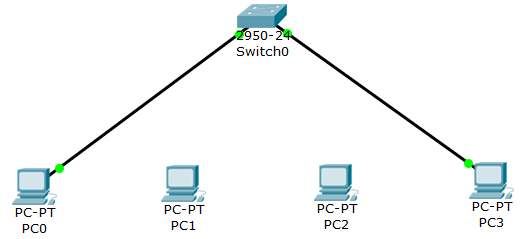 2950-24
Switch0
PC-PT
PC0
PC-PT
PC1
PC-PT
PC2
PC-PT
PC3